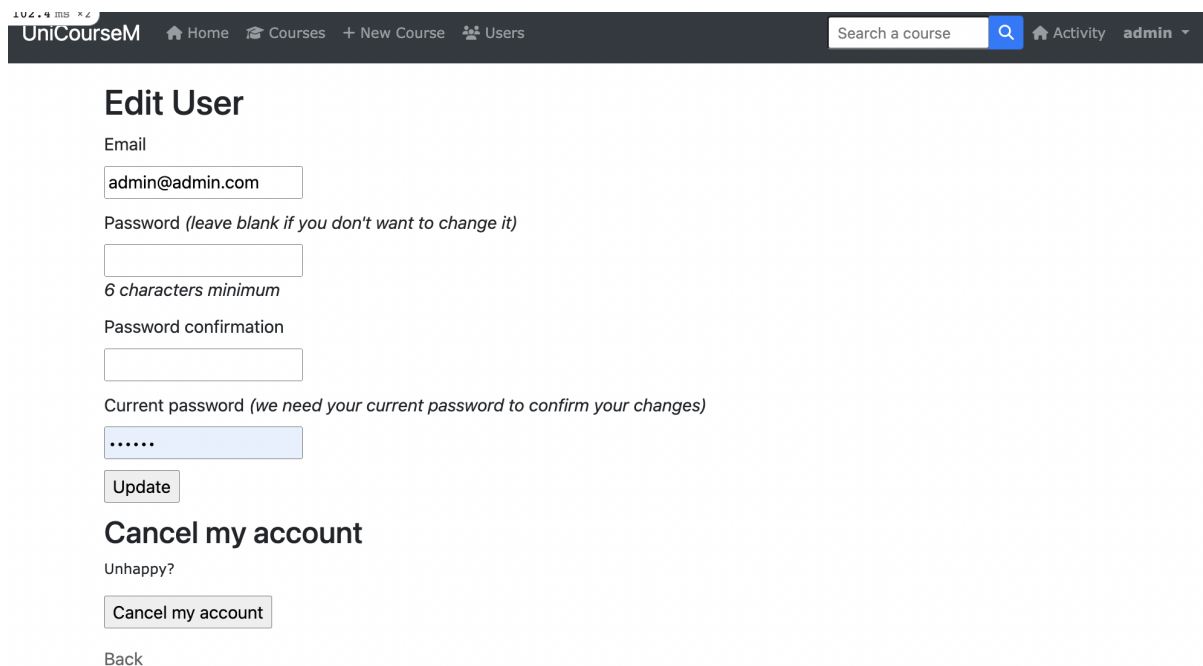 102.4 ms ×2
UniCourseM Home Courses + New Course Users Search a course Activity admin
Edit User
Email
admin@admin.com
Password (leave blank if you don't want to change it)
6 characters minimum
Password confirmation
Current password (we need your current password to confirm your changes)
••••••
Update
Cancel my account
Unhappy?
Cancel my account
Back